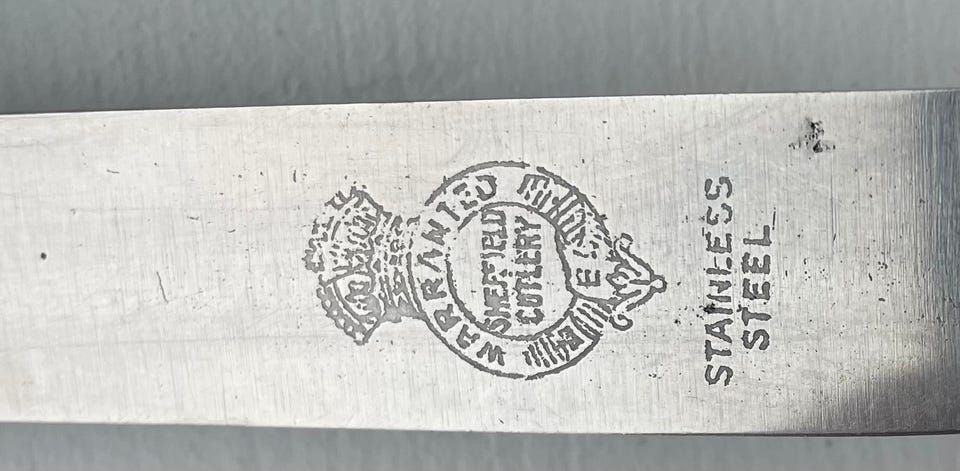 WARRANTED
SHEFFIELD
CUTLERY
STAINLESS
STEEL